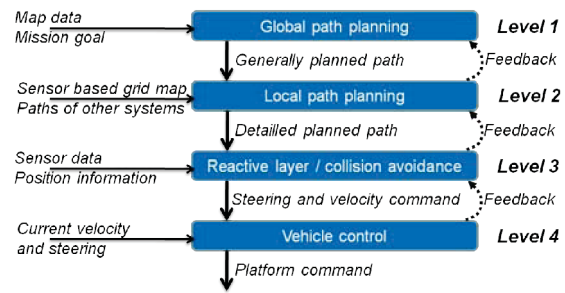 Map data
Mission goal
Global path planning
Level 1
Generally planned path
Feedback
Sensor based grid map
Paths of other systems
Local path planning
Level 2
Detailled planned path
Feedback
Sensor data
Position information
Reactive layer / collision avoidance
Level 3
Steering and velocity command
Feedback
Current velocity
and steering
Vehicle control
Level 4
Platform command